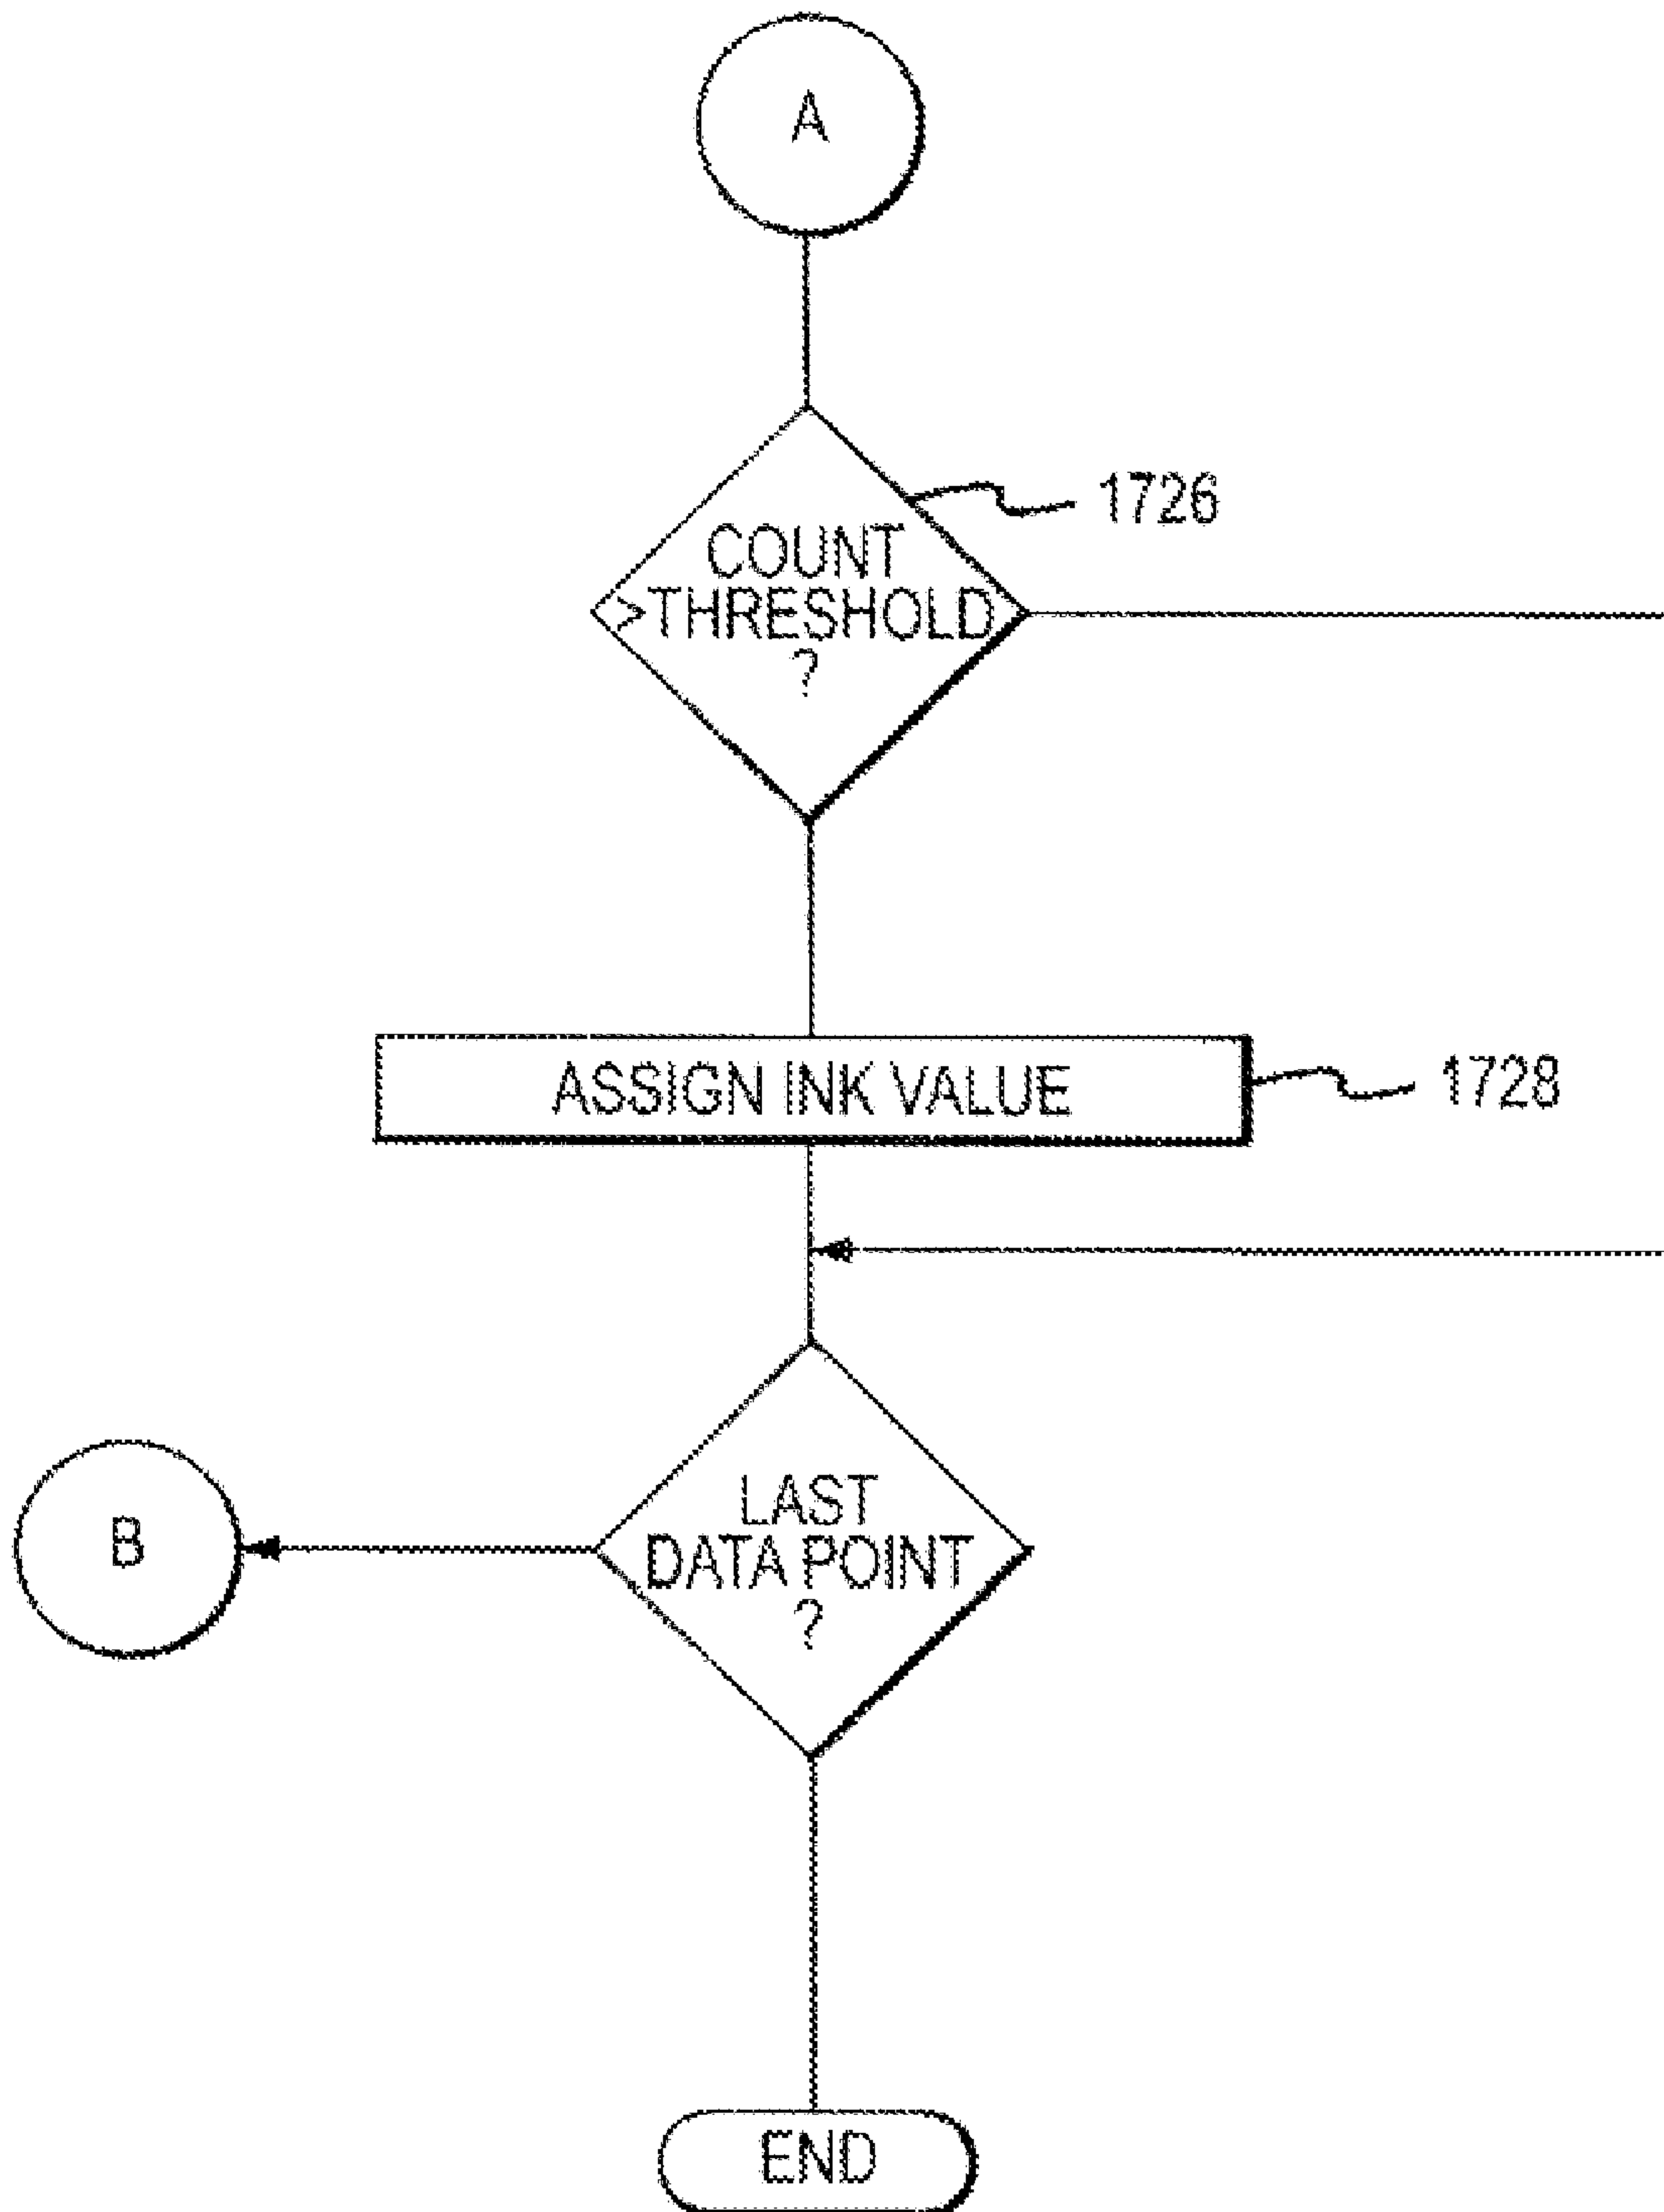 A
1726
COUNT
>THRESHOLD
?
ASSIGN INK VALUE
1728
LAST
DATA POINT
?
B
END